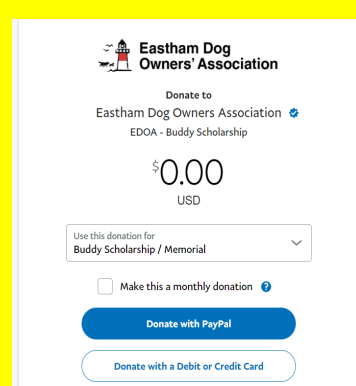 Eastham Dog
Owners' Association
Donate to
Eastham Dog Owners Association
EDOA - Buddy Scholarship
$0.00
USD
Use this donation for
Buddy Scholarship / Memorial
Make this a monthly donation ?
Donate with PayPal
Donate with a Debit or Credit Card